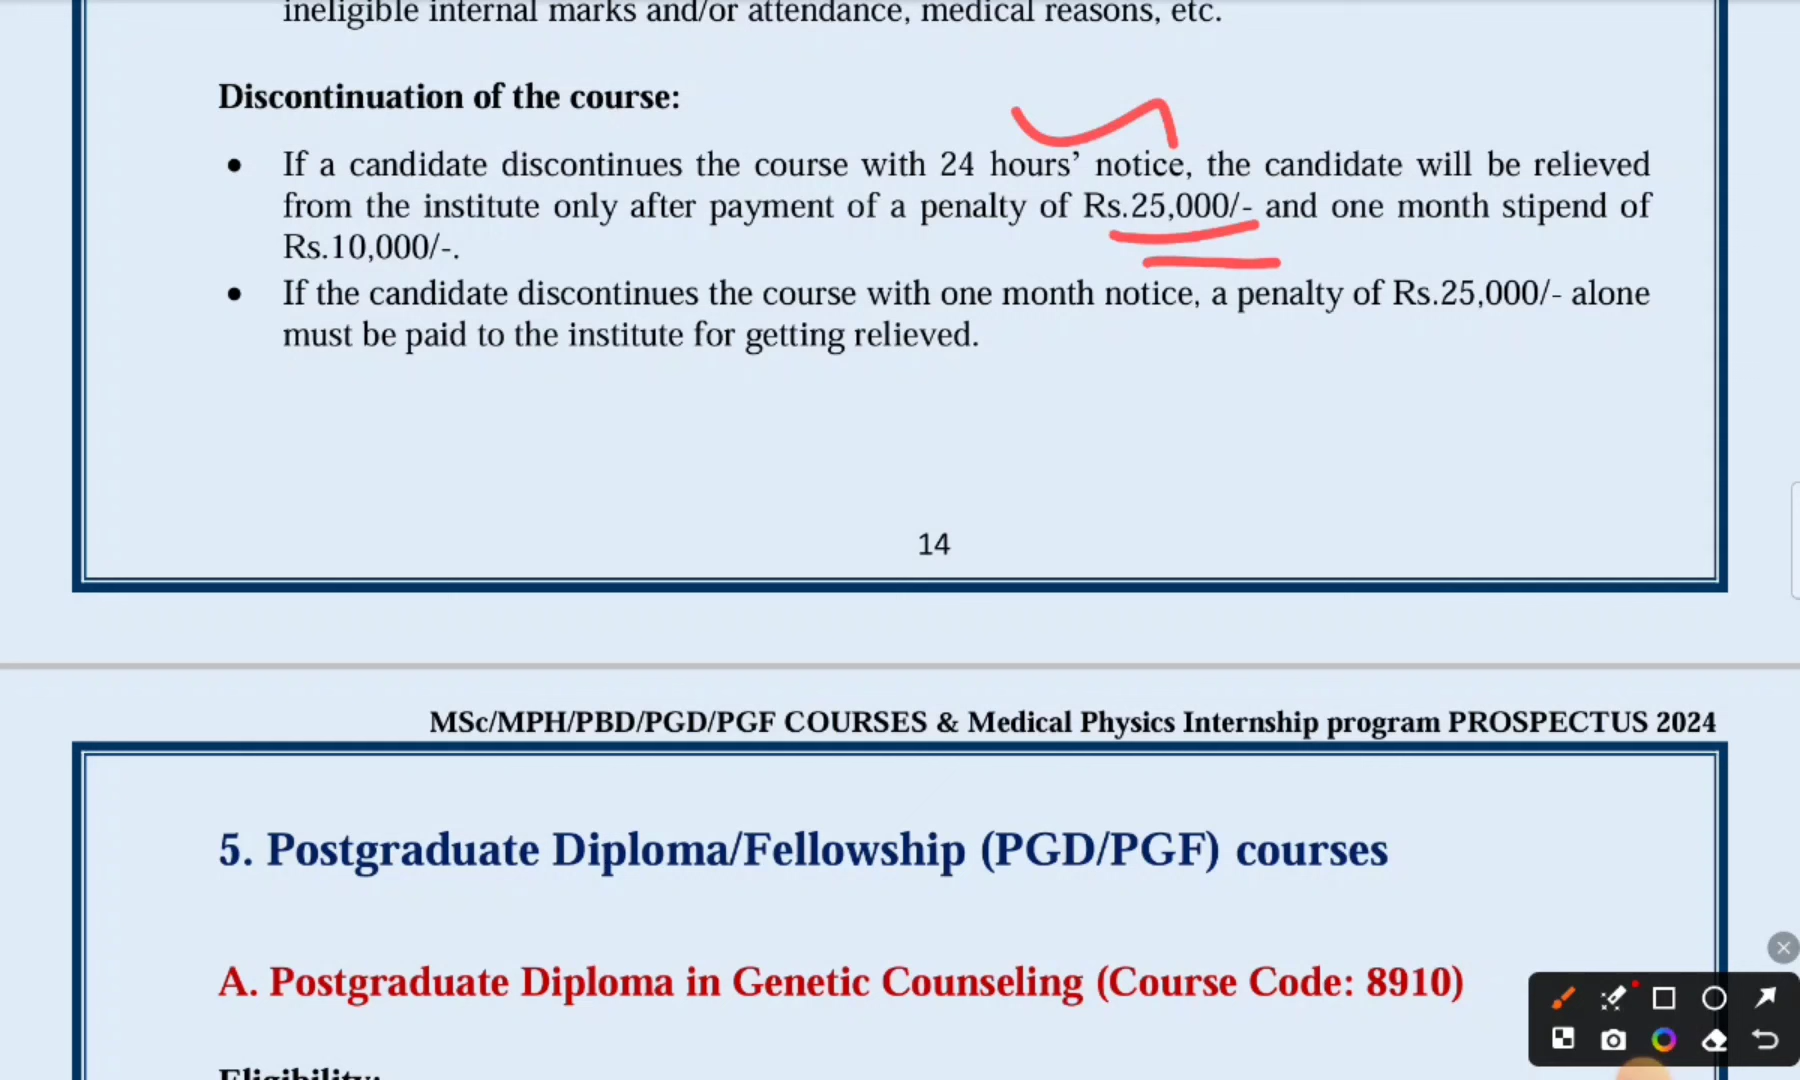 ineligible internal marks and/or attendance, medical reasons, etc.
Discontinuation of the course:
• If a candidate discontinues the course with 24 hours’ notice, the candidate will be relieved
from the institute only after payment of a penalty of Rs.25,000/- and one month stipend of
Rs.10,000/-.
• If the candidate discontinues the course with one month notice, a penalty of Rs.25,000/- alone
must be paid to the institute for getting relieved.
14
MSc/MPH/PBD/PGD/PGF COURSES & Medical Physics Internship program PROSPECTUS 2024
5. Postgraduate Diploma/Fellowship (PGD/PGF) courses
A. Postgraduate Diploma in Genetic Counseling (Course Code: 8910)
Eligibility: